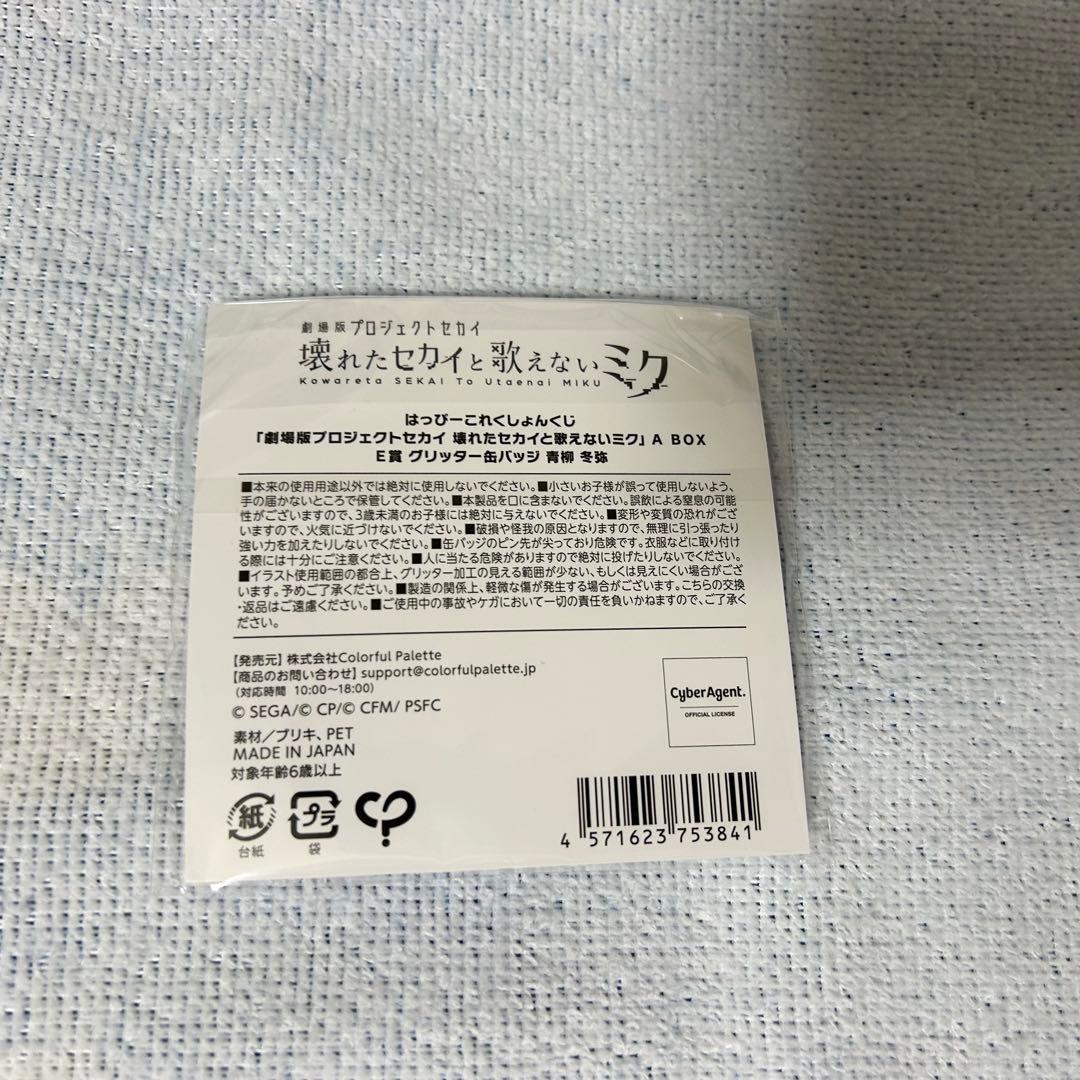 劇場版 プロジェクトセカイ
壊れたセカイと歌えないミク
Kowareta SEKAI To Utaenai MIKU
はっぴーこれくしょんくじ
「劇場版プロジェクトセカイ 壊れたセカイと歌えないミク」A BOX
E賞 グリッター缶バッジ 青柳 冬弥
■本来の使用用途以外では絶対に使用しないでください。■小さいお子様が誤って使用しないよう、
手の届かないところで保管してください。■本製品を口に含まないでください。誤飲による窒息の可能
性がございますので、3歳未満のお子様には絶対に与えないでください。■変形や変質の恐れがござ
いますので、火気に近づけないでください。■破損や怪我の原因となりますので、無理に引っ張ったり
強い力を加えたりしないでください。■缶バッジのピン先が尖っており危険です。衣服などに取り付け
る際には十分にご注意ください。■人に当たる危険がありますので絶対に投げたりしないでください。
■イラスト使用範囲の都合上、グリッター加工の見える範囲が少ない、もしくは見えにくい場合がござい
ます。予めご了承ください。■製造の関係上、軽微な傷が発生する場合がございます。こちらの交換
・返品はご遠慮ください。■ご使用中の事故やケガにおいて一切の責任を負いかねますので、ご了承く
ださい。
【発売元】株式会社Colorful Palette
【商品のお問い合わせ】support@colorfulpalette.jp
(対応時間 10:00～18:00)
© SEGA/© CP/© CFM/ PSFC
素材／ブリキ、PET
MADE IN JAPAN
対象年齢6歳以上
CyberAgent.
OFFICIAL LICENSE
紙
台紙
プラ
袋
4 571623 753841